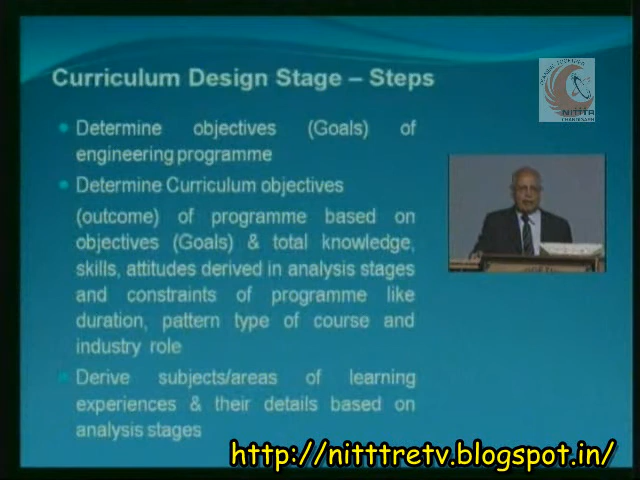 Curriculum Design Stage – Steps
Determine objectives (Goals) of
engineering programme
Determine Curriculum objectives
(outcome) of programme based on
objectives (Goals) & total knowledge,
skills, attitudes derived in analysis stages
and constraints of programme like
duration, pattern type of course and
industry role
Derive subjects/areas of learning
experiences & their details based on
analysis stages
NITTTR
CHANDIGARH
http://nitttretv.blogspot.in/